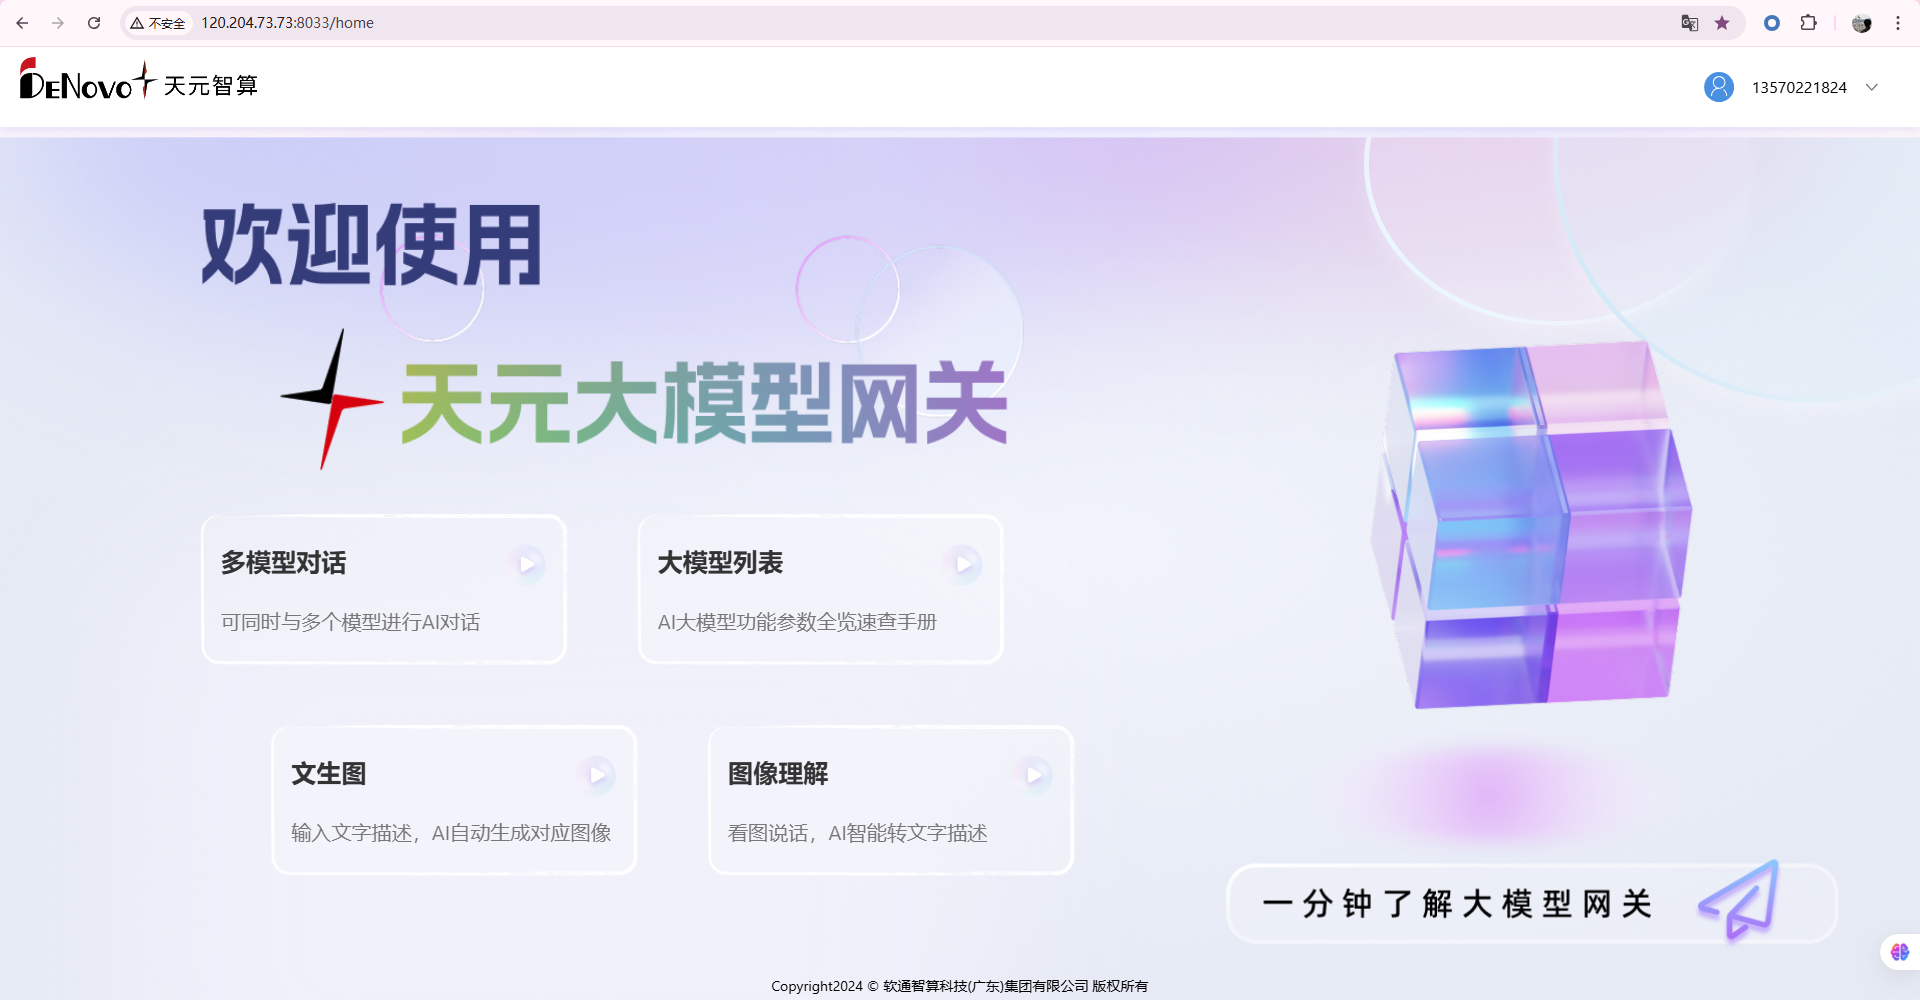 不安全 120.204.73.73:8033/home
DeNovo 天元智算
13570221824
欢迎使用
天元大模型网关
多模型对话
可同时与多个模型进行AI对话
大模型列表
AI大模型功能参数全览速查手册
文生图
输入文字描述，AI自动生成对应图像
图像理解
看图说话，AI智能转文字描述
一分钟了解大模型网关
Copyright2024 © 软通智算科技(广东)集团有限公司 版权所有